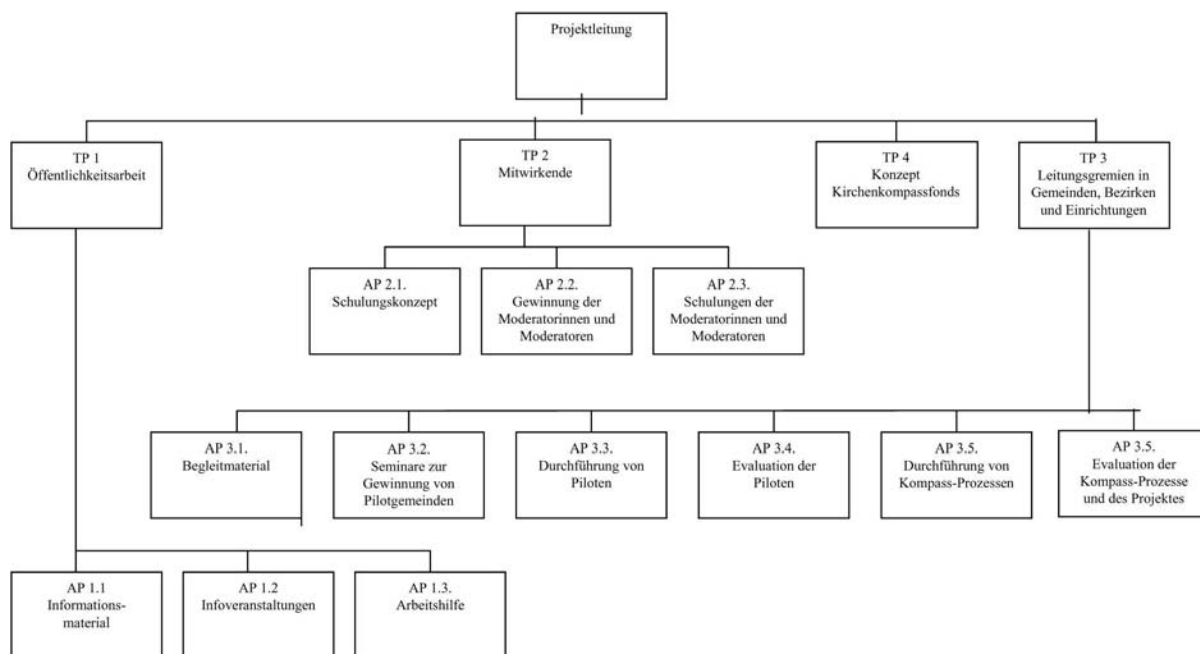 Projektleitung
TP 1
Öffentlichkeitsarbeit
TP 2
Mitwirkende
TP 4
Konzept
Kirchenkompassfonds
TP 3
Leitungsgremien in
Gemeinden, Bezirken
und Einrichtungen
AP 2.1.
Schulungskonzept
AP 2.2.
Gewinnung der
Moderatorinnen und
Moderatoren
AP 2.3.
Schulungen der
Moderatorinnen und
Moderatoren
AP 3.1.
Begleitmaterial
AP 3.2.
Seminare zur
Gewinnung von
Pilotgemeinden
AP 3.3.
Durchführung von
Piloten
AP 3.4.
Evaluation der
Piloten
AP 3.5.
Durchführung von
Kompass-Prozessen
AP 3.5.
Evaluation der
Kompass-Prozesse
und des Projektes
AP 1.1
Informations-
material
AP 1.2
Infoveranstaltungen
AP 1.3.
Arbeitshilfe